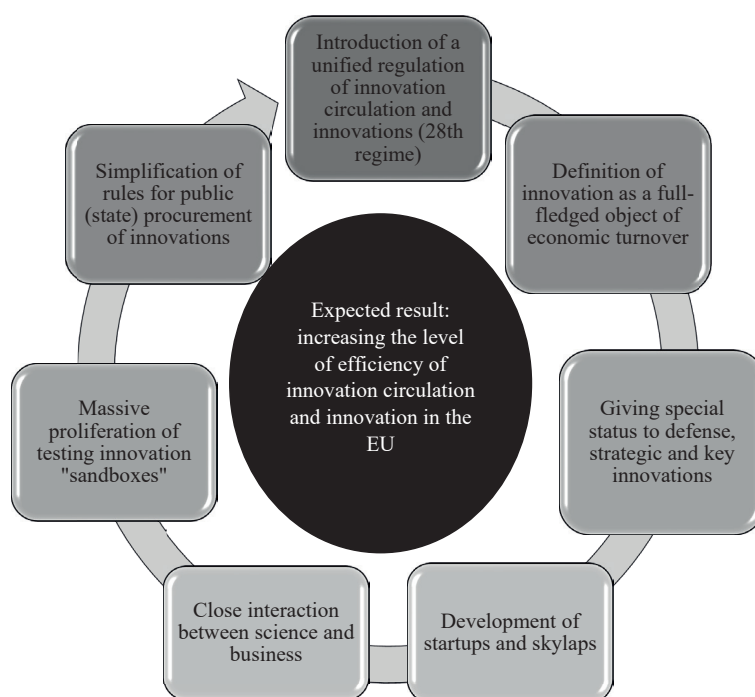 Introduction of a
unified regulation
of innovation
circulation and
innovations (28th
regime)
Definition of
innovation as a full-
fledged object of
economic turnover
Giving special
status to defense,
strategic and key
innovations
Development of
startups and skylaps
Close interaction
between science and
business
Massive
proliferation of
testing innovation
"sandboxes"
Simplification of
rules for public
(state) procurement
of innovations
Expected result:
increasing the level
of efficiency of
innovation circulation
and innovation in the
EU